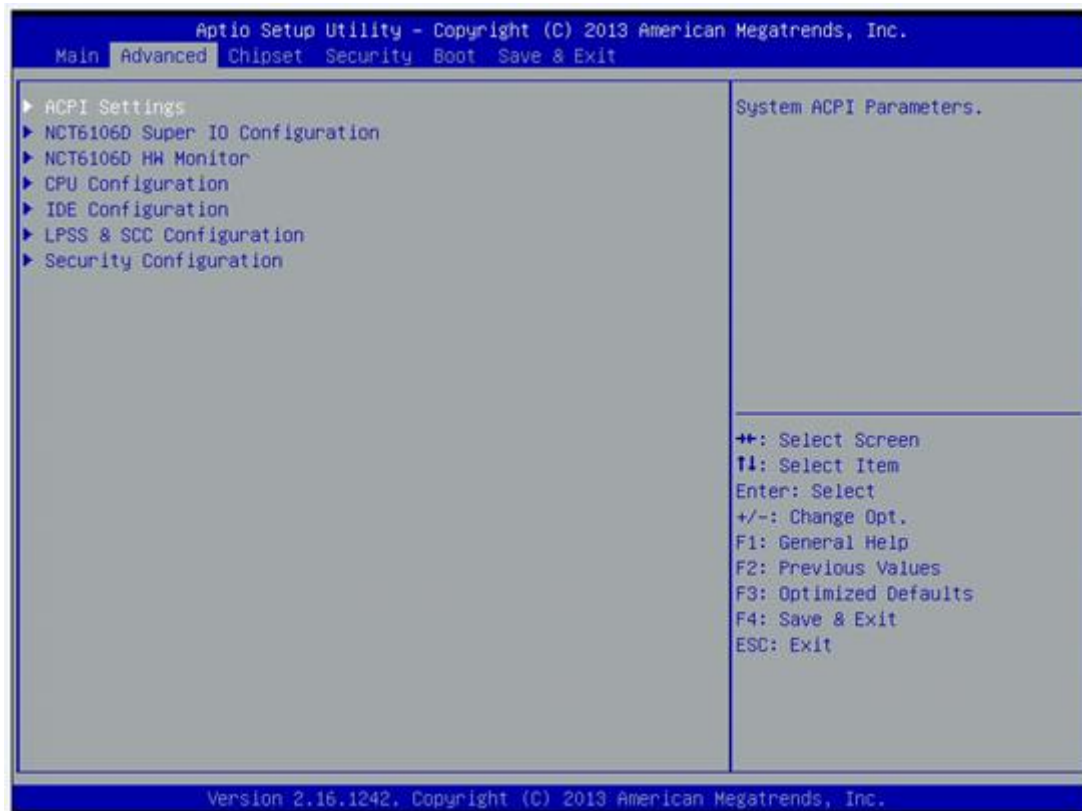 Aptio Setup Utility – Copyright (C) 2013 American Megatrends, Inc.
Main Advanced Chipset Security Boot Save & Exit
▶ ACPI Settings
▶ NCT6106D Super IO Configuration
▶ NCT6106D HW Monitor
▶ CPU Configuration
▶ IDE Configuration
▶ LPSS & SCC Configuration
▶ Security Configuration
System ACPI Parameters.
→←: Select Screen
↑↓: Select Item
Enter: Select
+/-: Change Opt.
F1: General Help
F2: Previous Values
F3: Optimized Defaults
F4: Save & Exit
ESC: Exit
Version 2.16.1242. Copyright (C) 2013 American Megatrends, Inc.